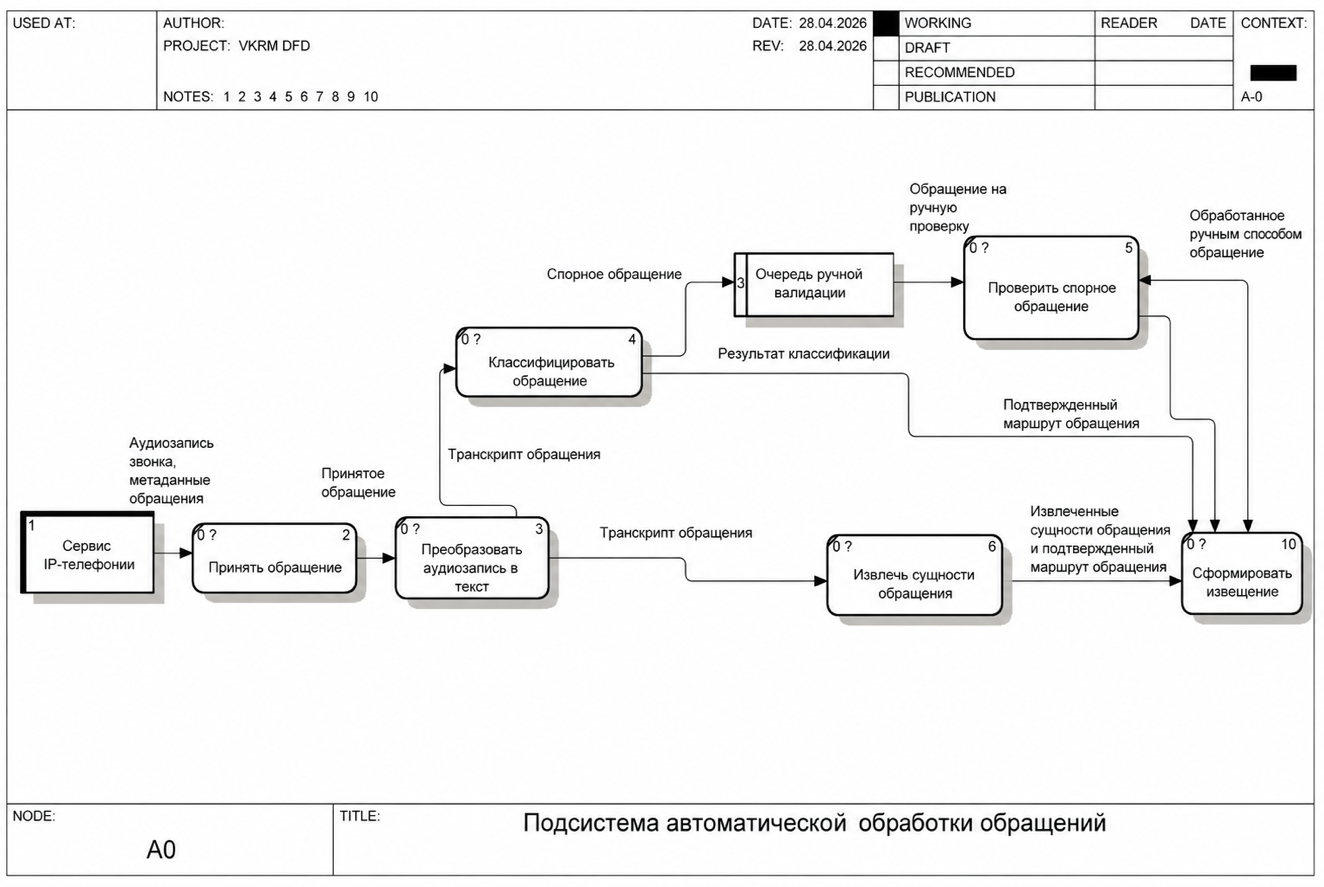 USED AT:
AUTHOR:
DATE: 28.04.2026
PROJECT: VKRM DFD
REV: 28.04.2026
NOTES: 1 2 3 4 5 6 7 8 9 10
WORKING
DRAFT
RECOMMENDED
PUBLICATION
READER DATE
CONTEXT:
A-0
Обращение на
ручную
проверку
Обработанное
ручным способом
обращение
0 ?
5
Проверить спорное
обращение
Спорное обращение
3
Очередь ручной
валидации
0 ?
4
Классифицировать
обращение
Результат классификации
Подтвержденный
маршрут обращения
Аудиозапись
звонка,
метаданные
обращения
Принятое
обращение
Транскрипт обращения
1
Сервис
IP-телефонии
0 ?
2
Принять обращение
0 ?
3
Преобразовать
аудиозапись в
текст
Транскрипт обращения
0 ?
6
Извлечь сущности
обращения
Извлеченные
сущности обращения
и подтвержденный
маршрут обращения
0 ?
10
Сформировать
извещение
NODE:
A0
TITLE:
Подсистема автоматической обработки обращений